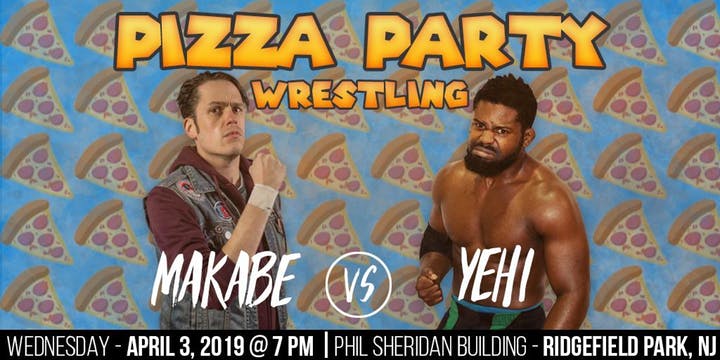 PIZZA PARTY
WRESTLING
MAKABE VS YEHI
WEDNESDAY - APRIL 3, 2019 @ 7 PM | PHIL SHERIDAN BUILDING - RIDGEFIELD PARK, NJ